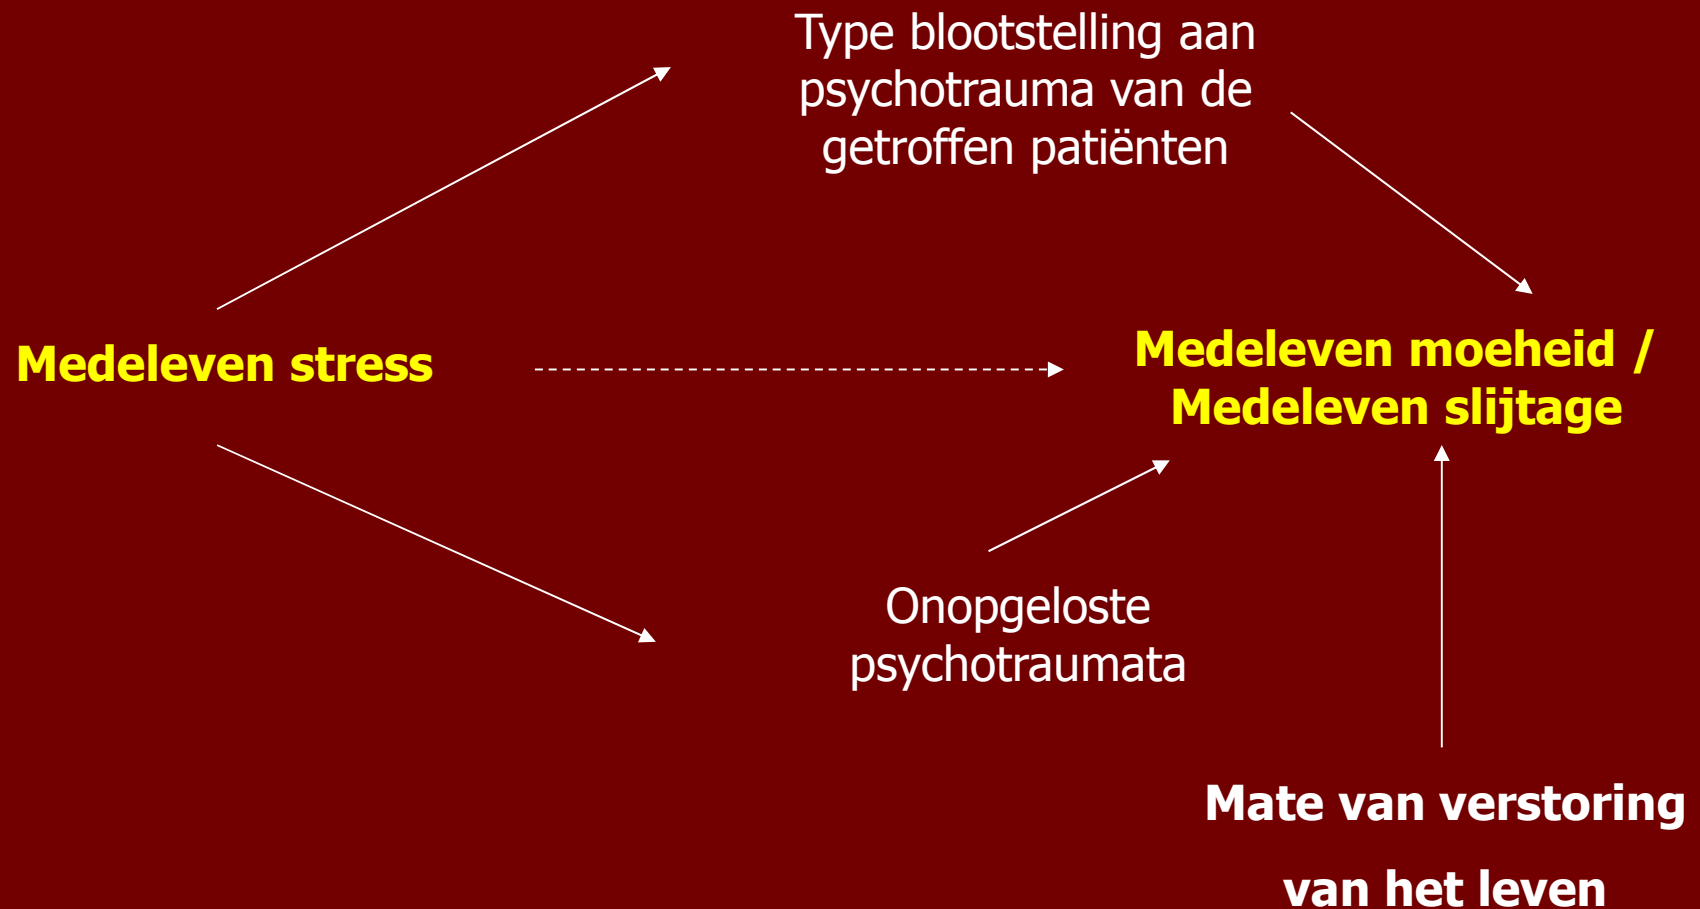 Type blootstelling aan
psychotrauma van de
getroffen patiënten
Medeleven stress
Medeleven moeheid /
Medeleven slijtage
Onopgeloste
psychotraumata
Mate van verstoring
van het leven